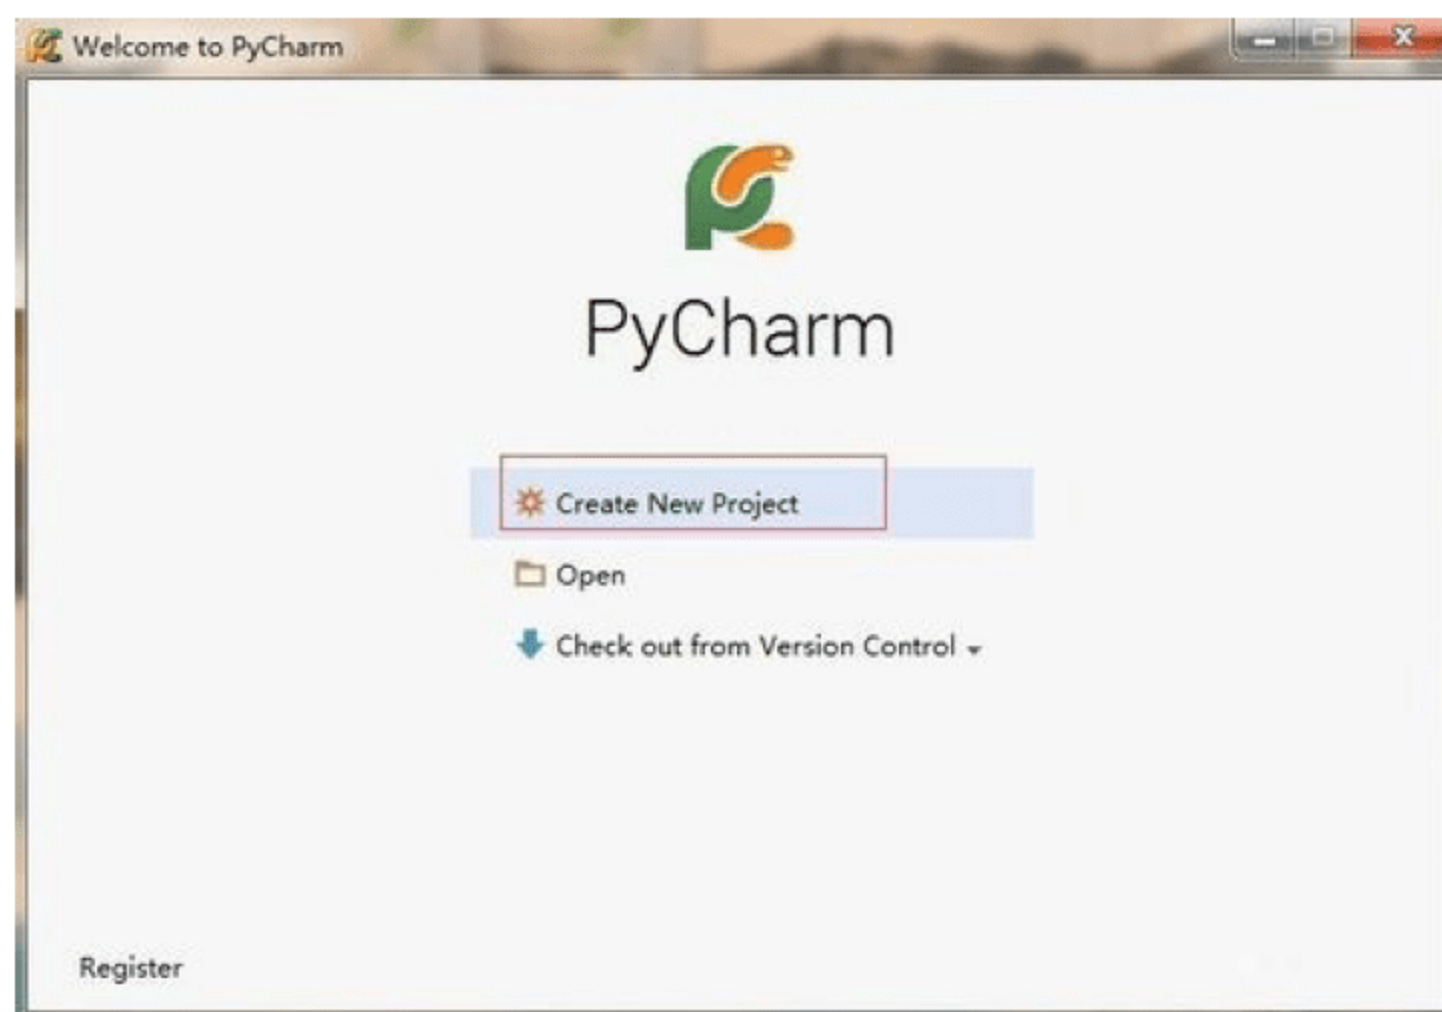 Welcome to PyCharm
PyCharm
Create New Project
Open
Check out from Version Control
Register